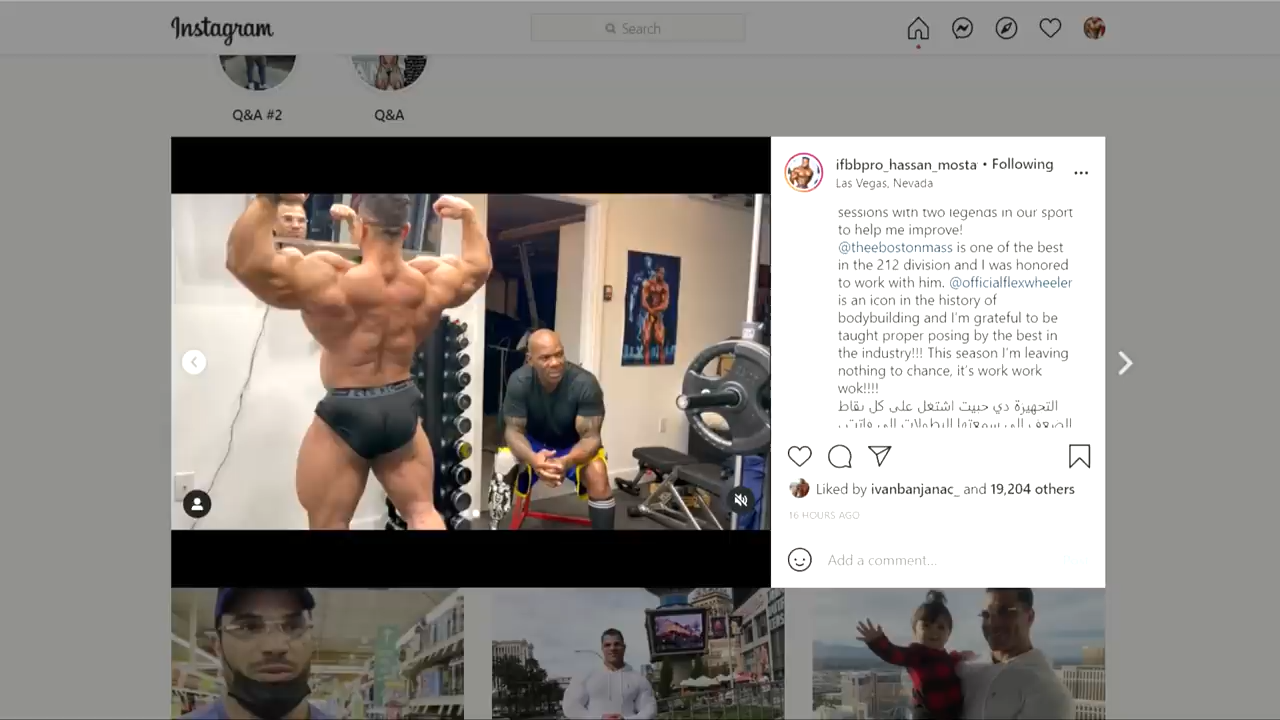 Instagram
Search
Q&A #2
Q&A
ifbbpro_hassan_mosta • Following
Las Vegas, Nevada
sessions with two legends in our sport
to help me improve!
@theebostonmass is one of the best
in the 212 division and I was honored
to work with him. @officialflexwheeler
is an icon in the history of
bodybuilding and I'm grateful to be
taught proper posing by the best in
the industry!!! This season I'm leaving
nothing to chance, it's work work
wok!!!!
التجهيزة دي حبيت اشتغل على كل نقاط
Liked by ivanbanjanac_ and 19,204 others
16 HOURS AGO
Add a comment...